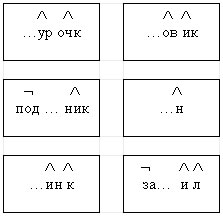 …ур очк
…ов ик
под … ник
…н
…ин к
за… и л